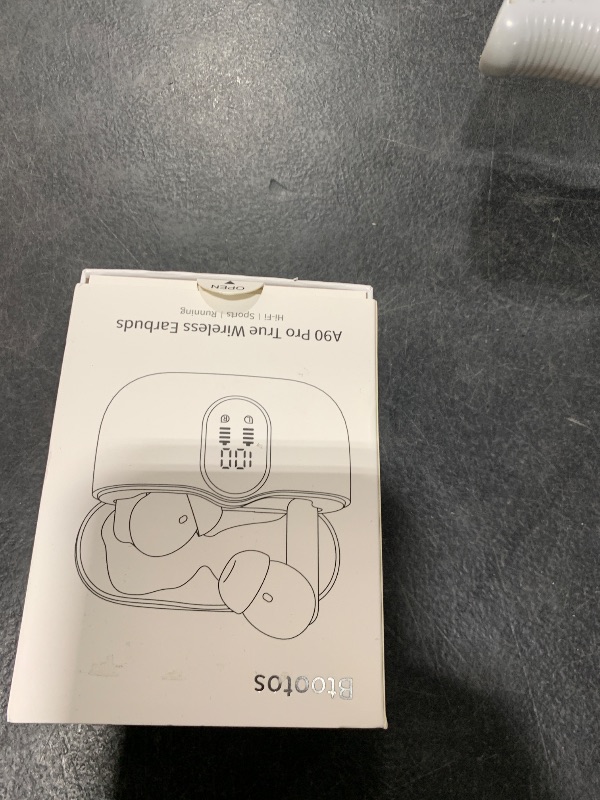 Btootos
100
L R
A90 Pro True Wireless Earbuds
Hi-Fi | Sports | Running
OPEN